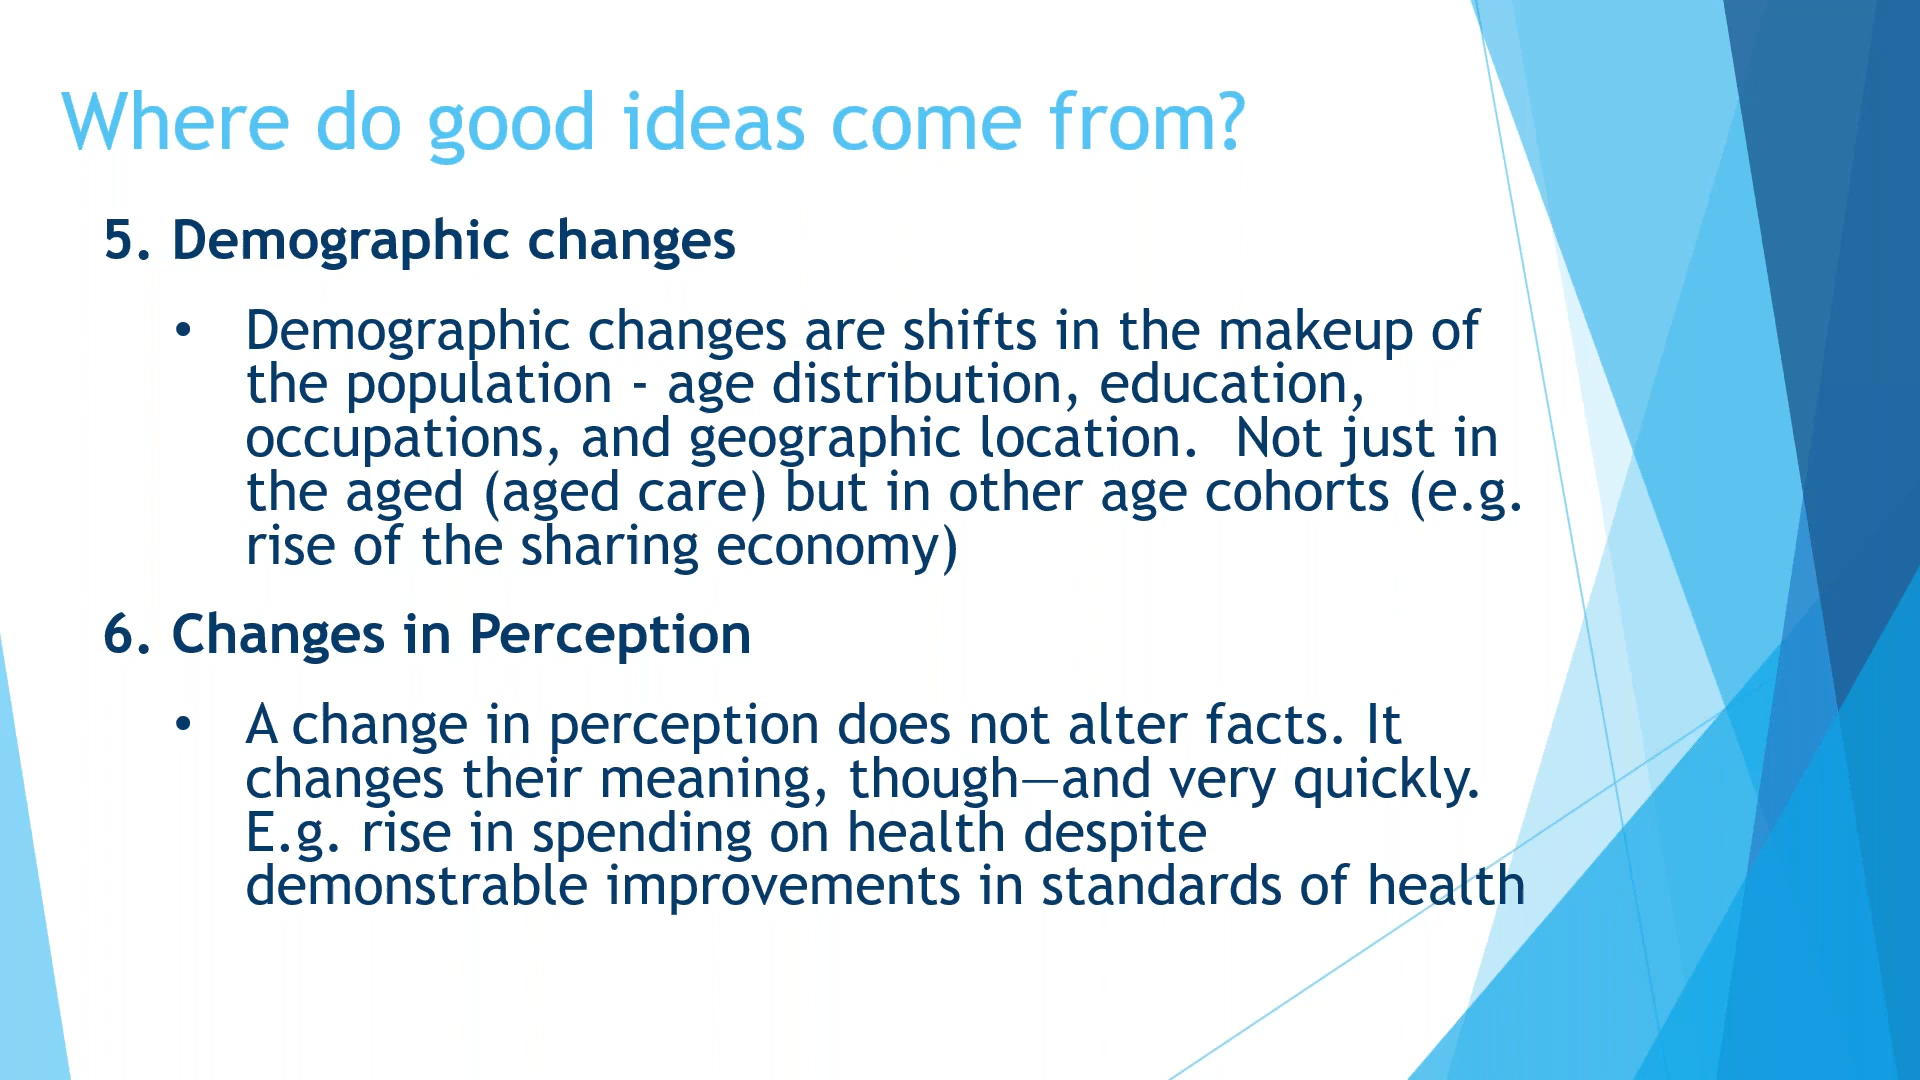 Where do good ideas come from?
5. Demographic changes
• Demographic changes are shifts in the makeup of
the population - age distribution, education,
occupations, and geographic location.  Not just in
the aged (aged care) but in other age cohorts (e.g.
rise of the sharing economy)
6. Changes in Perception
• A change in perception does not alter facts. It
changes their meaning, though—and very quickly.
E.g. rise in spending on health despite
demonstrable improvements in standards of health